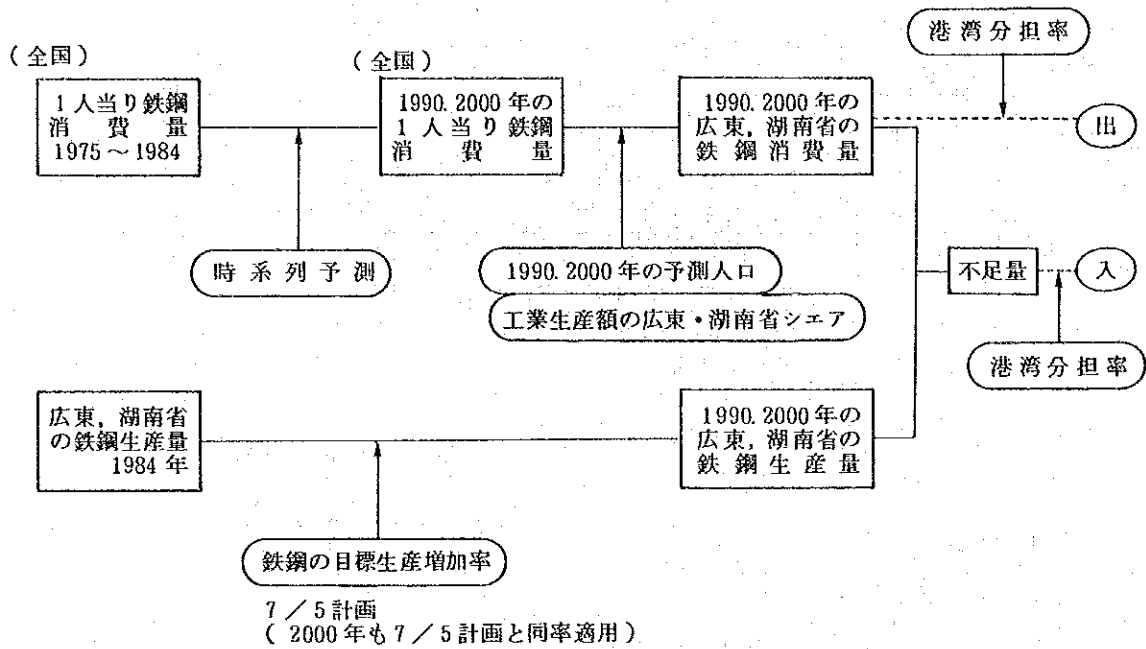 港湾分担率
(全国)
(全国)
1人当り鉄鋼
消費量
1975～1984
1990.2000年の
1人当り鉄鋼
消費量
1990.2000年の
広東,湖南省の
鉄鋼消費量
出
時系列予測
1990.2000年の予測人口
工業生産額の広東・湖南省シエア
不足量
入
港湾分担率
広東,湖南省
の鉄鋼生産量
1984年
1990.2000年の
広東,湖南省の
鉄鋼生産量
鉄鋼の目標生産増加率
7／5計画
(2000年も7／5計画と同率適用)